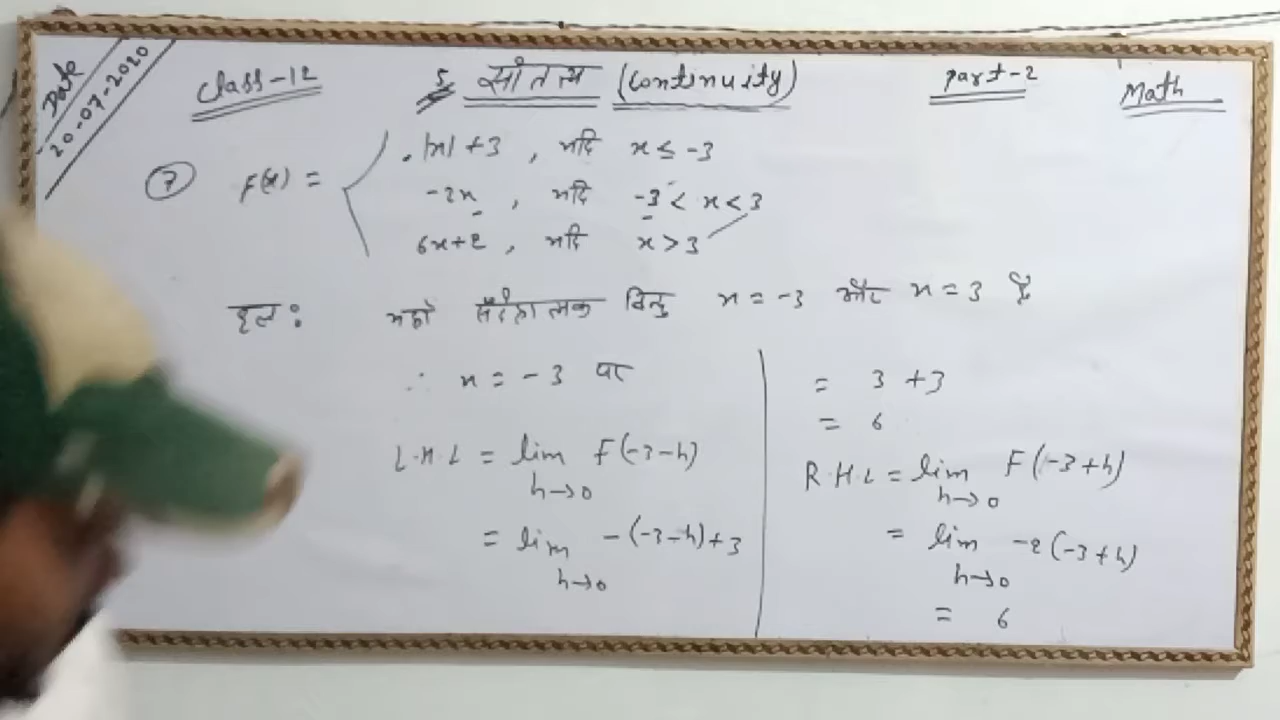 Date
20-07-2020
Class-12
5. सांतत्य (Continuity)
Part-2
Math
⑦ F(x) =
|x| + 3 , यदि x ≤ -3
-2x , यदि -3 < x < 3
6x+2 , यदि x > 3
हल : यहाँ संदेहात्मक बिन्दु x = -3 और x = 3 है
∴ x = -3 पर
L.H.L = lim F(-3-h)
h→0
= lim -(-3-h)+3
h→0
= 3 + 3
= 6
R.H.L = lim F(-3+h)
h→0
= lim -2(-3+h)
h→0
= 6